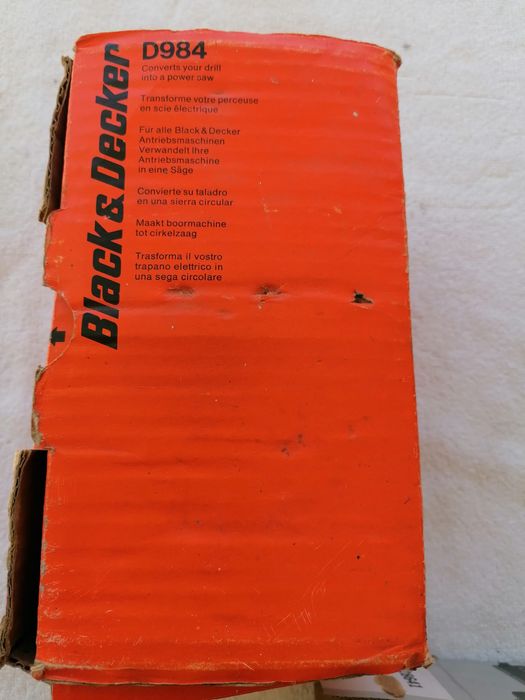 Black & Decker
D984
Converts your drill
into a power saw
Transforme votre perceuse
en scie électrique
Für alle Black & Decker
Antriebsmaschinen
Verwandelt Ihre
Antriebsmaschine
in eine Säge
Convierte su taladro
en una sierra circular
Maakt boormachine
tot cirkelzaag
Trasforma il vostro
trapano elettrico in
una sega circolare